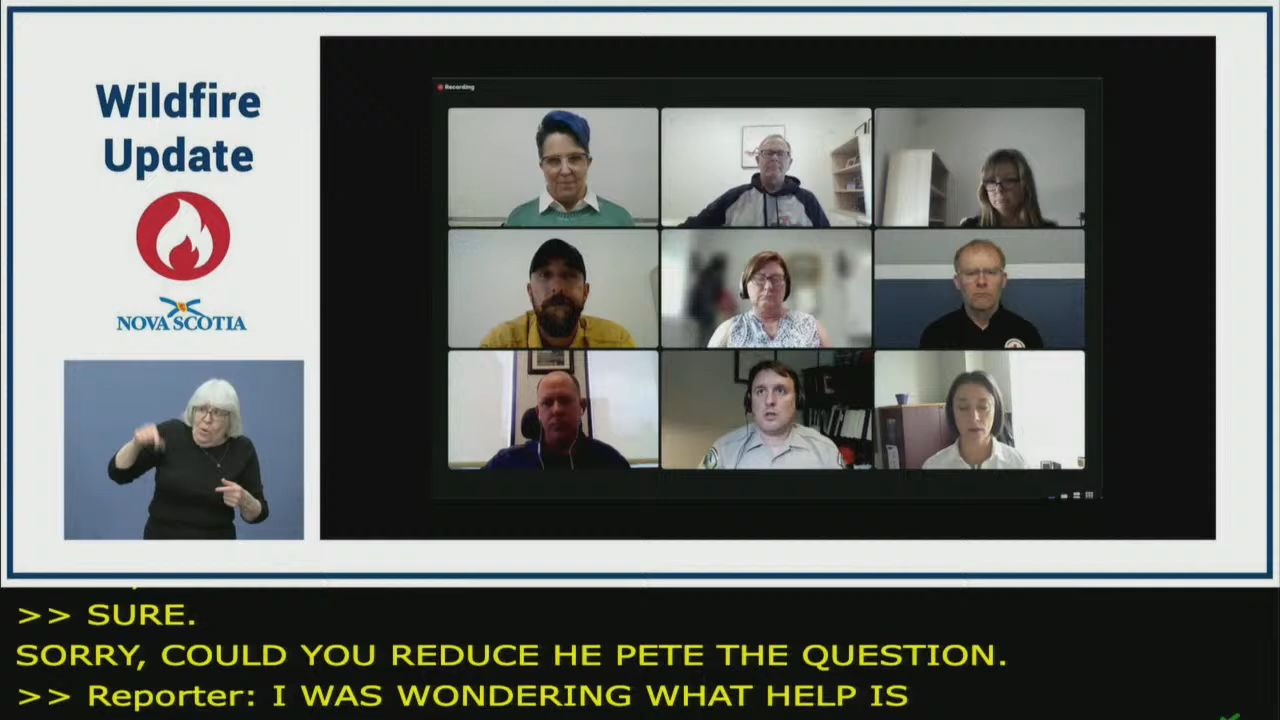 Wildfire
Update
NOVA SCOTIA
Recording
>> SURE.
SORRY, COULD YOU REDUCE HE PETE THE QUESTION.
>> Reporter: I WAS WONDERING WHAT HELP IS